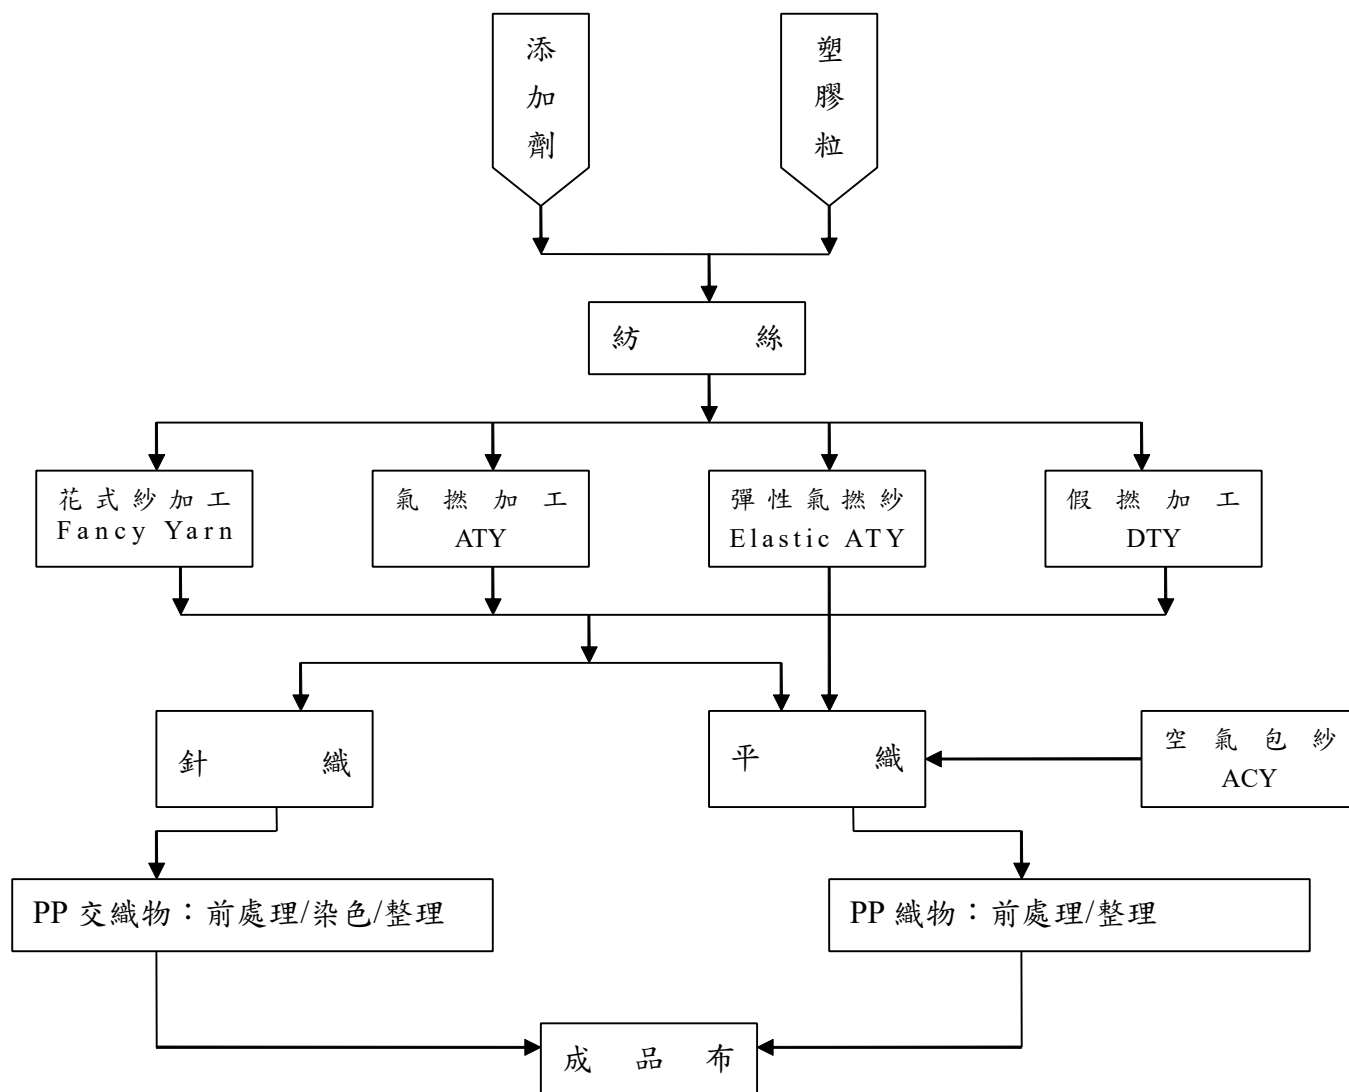 添加劑
塑膠粒
紡絲
花式紗加工
Fancy Yarn
氣撚加工
ATY
彈性氣撚紗
Elastic ATY
假撚加工
DTY
針織
平織
空氣包紗
ACY
PP 交織物：前處理/染色/整理
PP 織物：前處理/整理
成品布